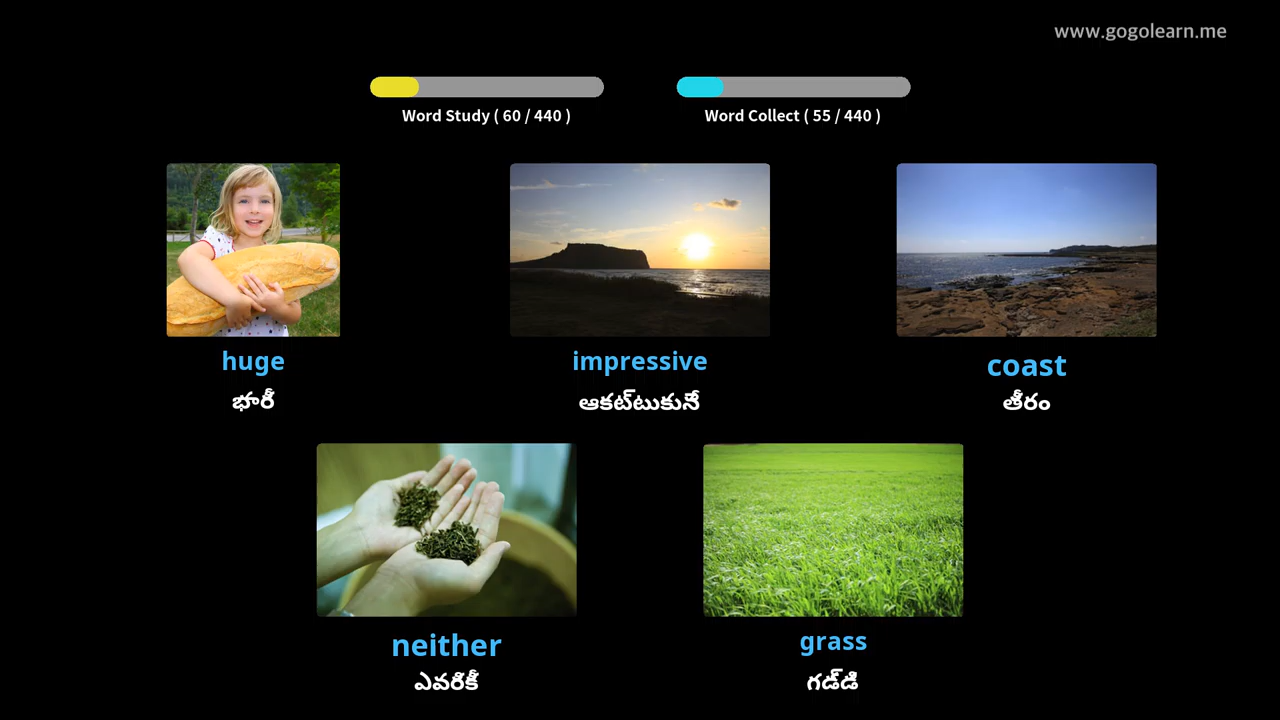 www.gogolearn.me
Word Study ( 60 / 440 )
Word Collect ( 55 / 440 )
huge
impressive
coast
భారీ
ఆకట్టుకునే
తీరం
neither
grass
ఎవరికీ
గడ్డి